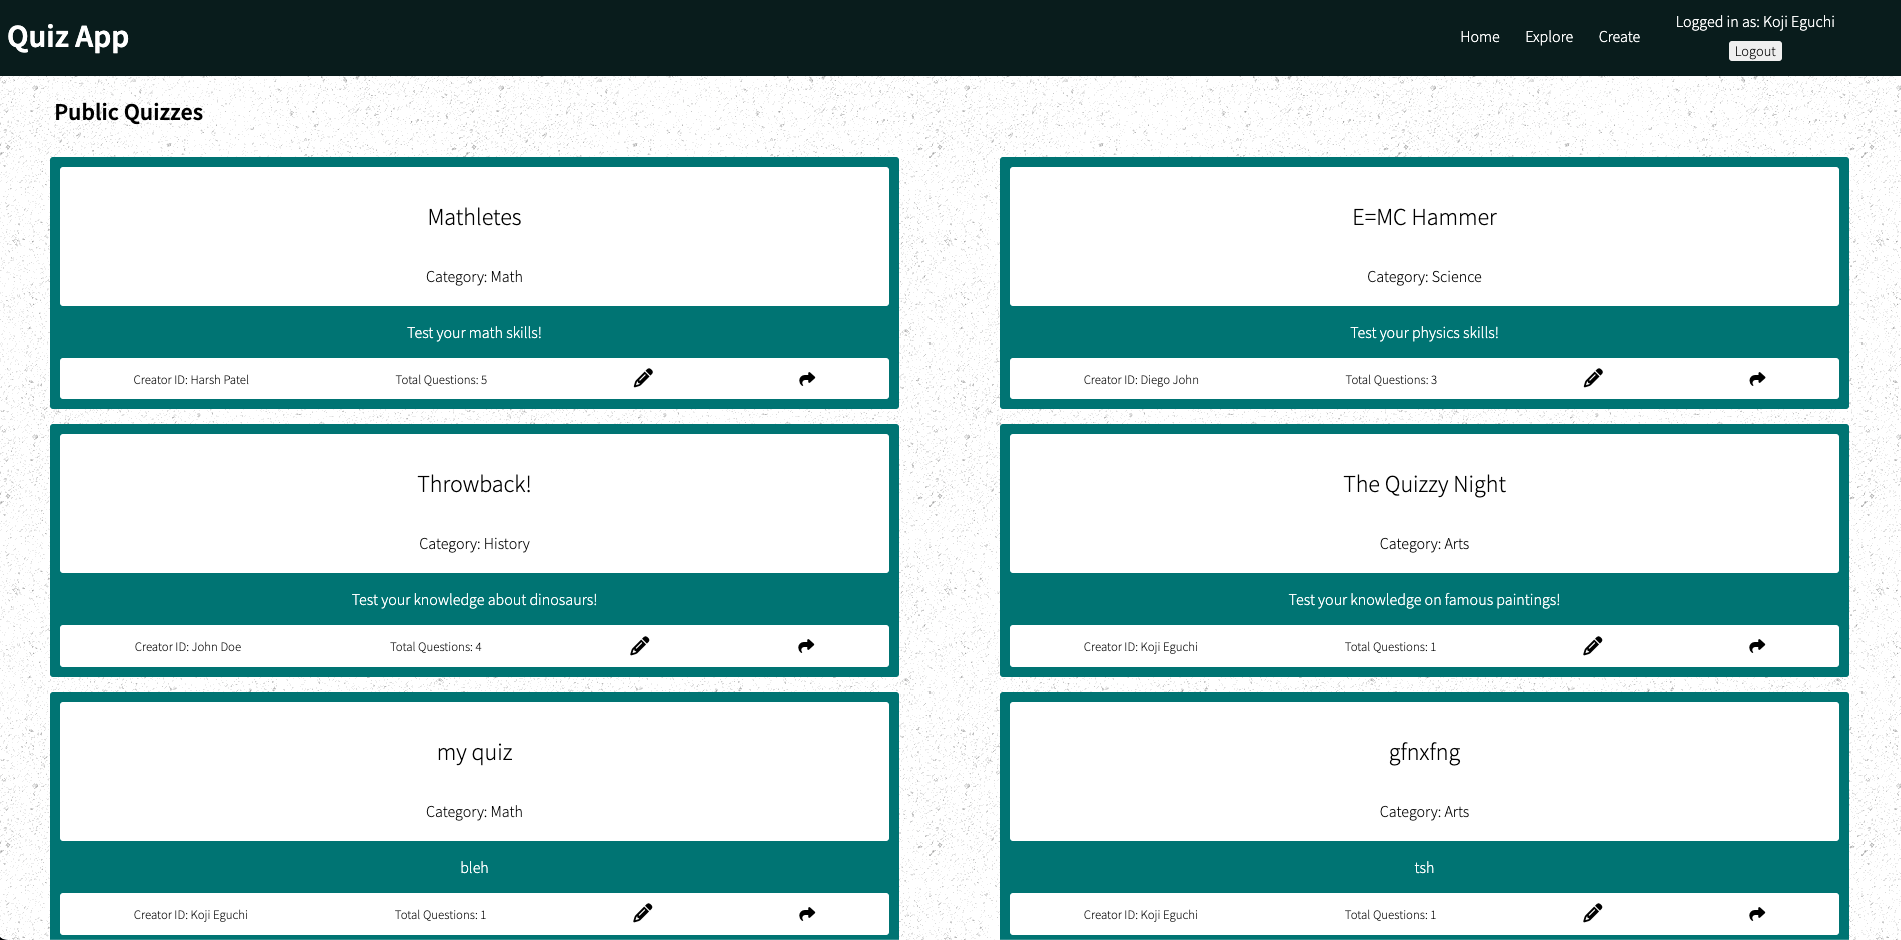 Quiz App
Home Explore Create
Logged in as: Koji Eguchi
Logout
Public Quizzes
Mathletes
Category: Math
Test your math skills!
Creator ID: Harsh Patel Total Questions: 5
E=MC Hammer
Category: Science
Test your physics skills!
Creator ID: Diego John Total Questions: 3
Throwback!
Category: History
Test your knowledge about dinosaurs!
Creator ID: John Doe Total Questions: 4
The Quizzy Night
Category: Arts
Test your knowledge on famous paintings!
Creator ID: Koji Eguchi Total Questions: 1
my quiz
Category: Math
bleh
Creator ID: Koji Eguchi Total Questions: 1
gfnxfng
Category: Arts
tsh
Creator ID: Koji Eguchi Total Questions: 1